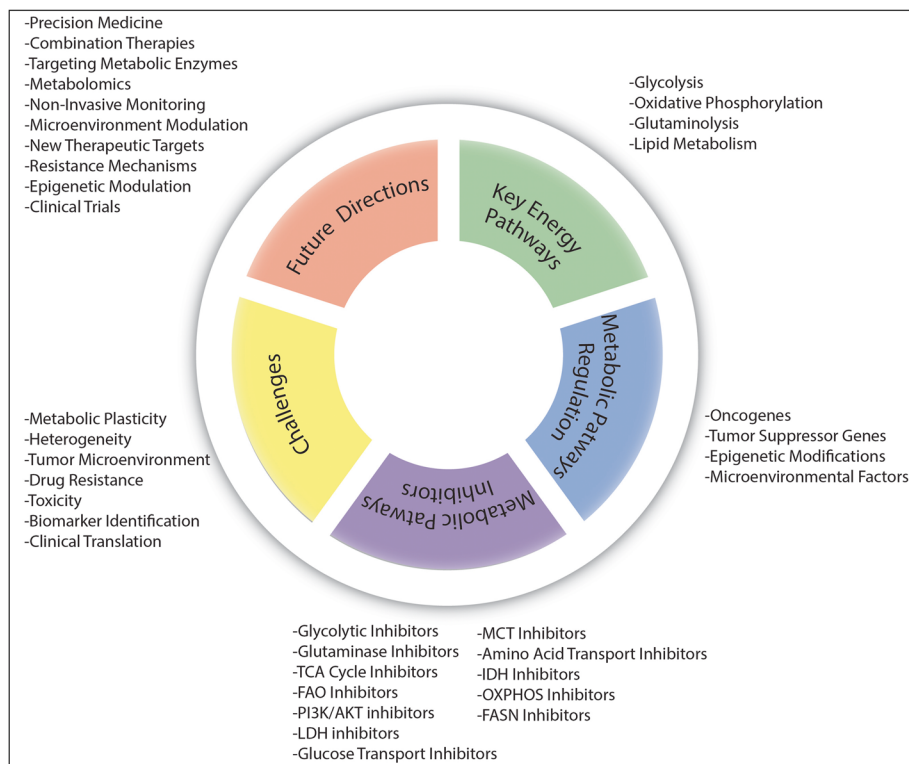 -Precision Medicine
-Combination Therapies
-Targeting Metabolic Enzymes
-Metabolomics
-Non-Invasive Monitoring
-Microenvironment Modulation
-New Therapeutic Targets
-Resistance Mechanisms
-Epigenetic Modulation
-Clinical Trials
-Glycolysis
-Oxidative Phosphorylation
-Glutaminolysis
-Lipid Metabolism
Future Directions
Key Energy
Pathways
Metabolic Patways
Regulation
Challenges
Metabolic Patways
Inhibitors
-Metabolic Plasticity
-Heterogeneity
-Tumor Microenvironment
-Drug Resistance
-Toxicity
-Biomarker Identification
-Clinical Translation
-Oncogenes
-Tumor Suppressor Genes
-Epigenetic Modifications
-Microenvironmental Factors
-Glycolytic Inhibitors
-Glutaminase Inhibitors
-TCA Cycle Inhibitors
-FAO Inhibitors
-PI3K/AKT inhibitors
-LDH inhibitors
-Glucose Transport Inhibitors
-MCT Inhibitors
-Amino Acid Transport Inhibitors
-IDH Inhibitors
-OXPHOS Inhibitors
-FASN Inhibitors